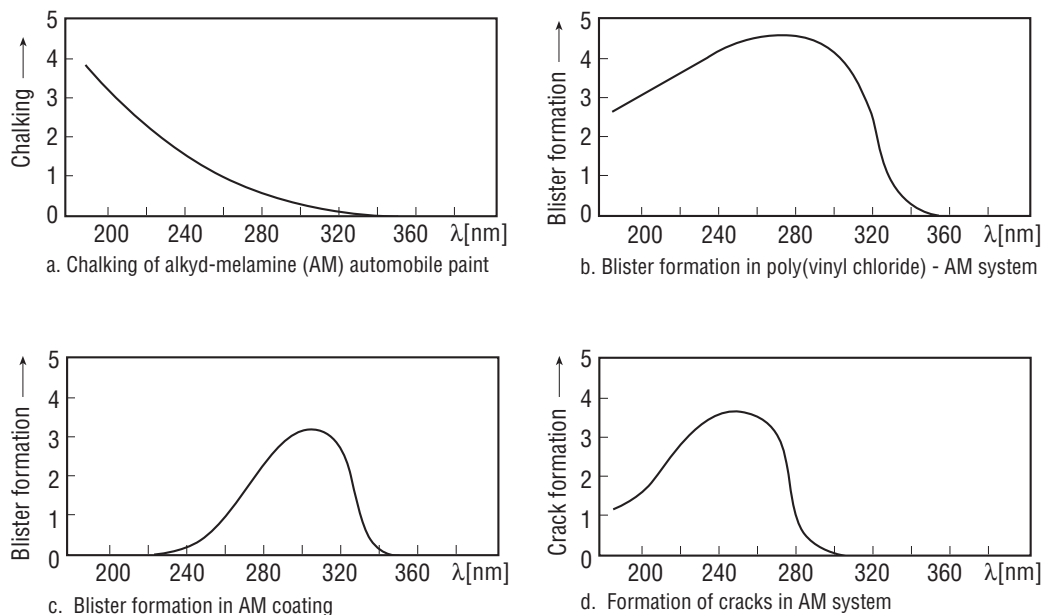 5
4
3
2
1
0
Chalking
200 240 280 320 360 λ[nm]
a. Chalking of alkyd-melamine (AM) automobile paint
5
4
3
2
1
0
Blister formation
200 240 280 320 360 λ[nm]
b. Blister formation in poly(vinyl chloride) - AM system
5
4
3
2
1
0
Blister formation
200 240 280 320 360 λ[nm]
c. Blister formation in AM coating
5
4
3
2
1
0
Crack formation
200 240 280 320 360 λ[nm]
d. Formation of cracks in AM system